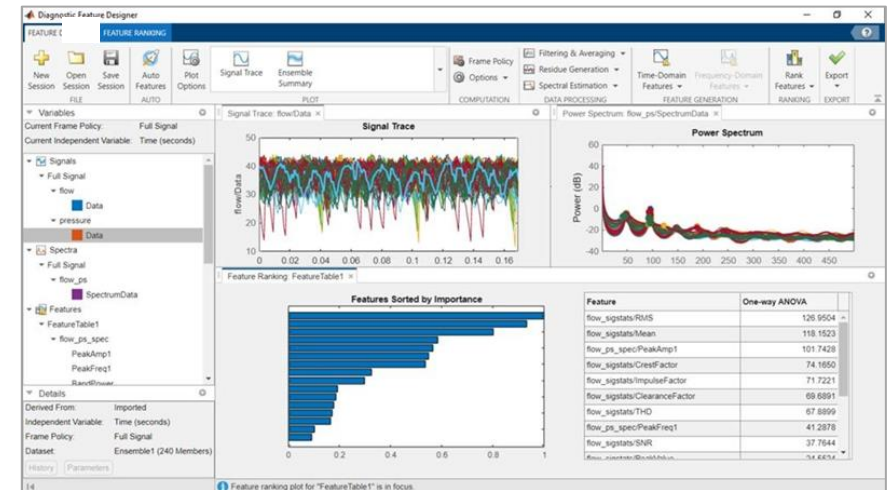 Diagnostic Feature Designer
FEATURE
FEATURE RANKING
New Session
Open Session
Save Session
Auto Features
Plot Options
Signal Trace
Ensemble Summary
Frame Policy
Options
Filtering & Averaging
Residue Generation
Spectral Estimation
Time-Domain Features
Frequency-Domain Features
Rank Features
Export
FILE
AUTO
PLOT
COMPUTATION
DATA PROCESSING
FEATURE GENERATION
RANKING
EXPORT
Variables
Current Frame Policy: Full Signal
Current Independent Variable: Time (seconds)
Signals
Full Signal
flow
Data
pressure
Data
Spectra
Full Signal
flow_ps
SpectrumData
Features
FeatureTable1
flow_ps_spec
PeakAmp1
PeakFreq1
BandPower
Details
Derived From: Imported
Independent Variable: Time (seconds)
Frame Policy: Full Signal
Dataset: Ensemble1 (240 Members)
History Parameters
Signal Trace: flow/Data
Signal Trace
flow/Data
50
40
30
20
10
0 0.02 0.04 0.06 0.08 0.1 0.12 0.14 0.16
Power Spectrum: flow_ps/SpectrumData
Power Spectrum
Power (dB)
60
40
20
0
-20
-40
50 100 150 200 250 300 350 400 450
Feature Ranking: FeatureTable1
Features Sorted by Importance
0 0.2 0.4 0.6 0.8 1
Feature One-way ANOVA
flow_sigstats/RMS 126.9504
flow_sigstats/Mean 118.1523
flow_ps_spec/PeakAmp1 101.7428
flow_sigstats/CrestFactor 74.1650
flow_sigstats/ImpulseFactor 71.7221
flow_sigstats/ClearanceFactor 69.6891
flow_sigstats/THD 67.8899
flow_ps_spec/PeakFreq1 41.2878
flow_sigstats/SNR 37.7644
Feature ranking plot for "FeatureTable1" is in focus.